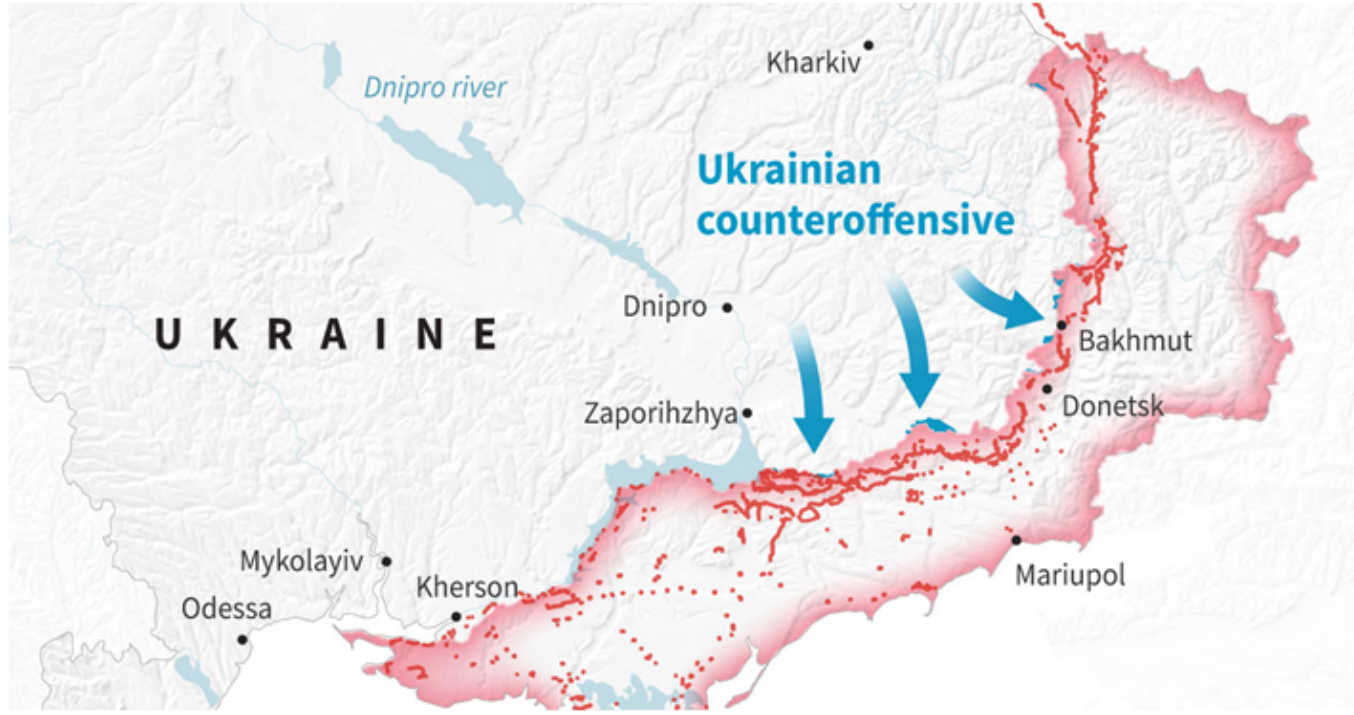 Kharkiv
Dnipro river
Ukrainian
counteroffensive
Dnipro
UKRAINE
Bakhmut
Donetsk
Zaporihzhya
Mykolayiv
Kherson
Mariupol
Odessa